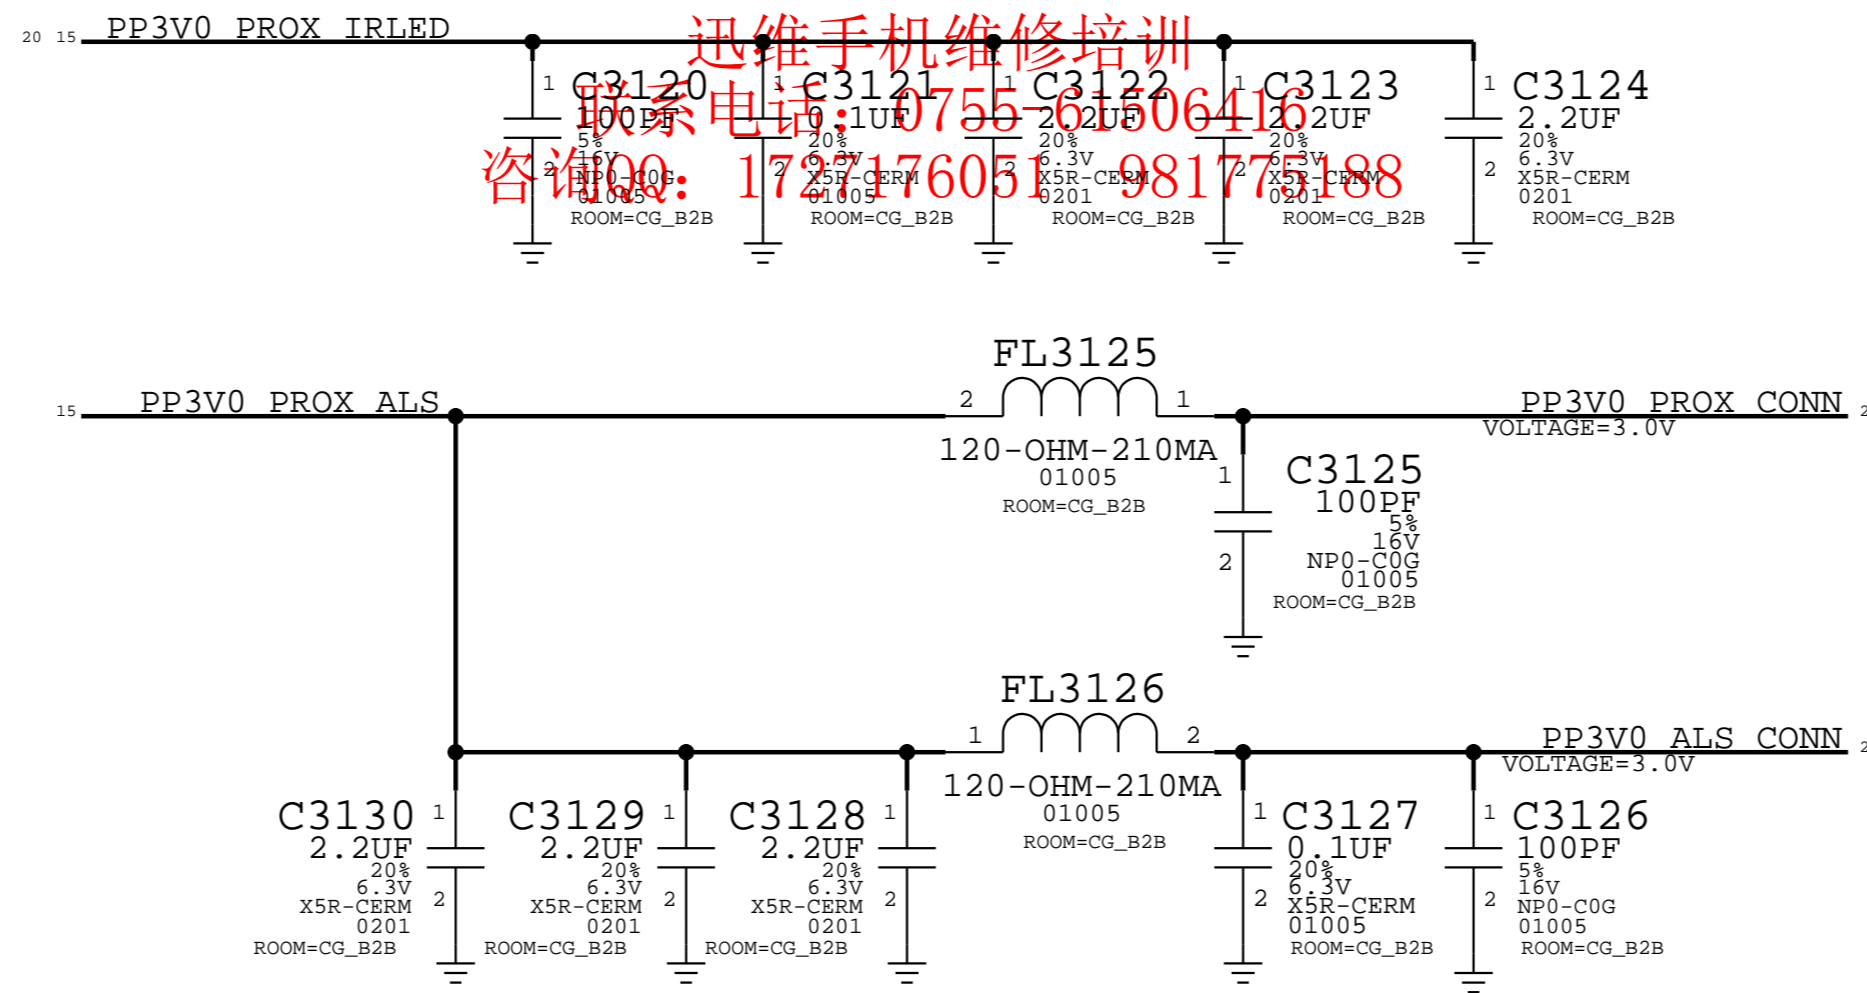 迅维手机维修培训
联系电话：0755-61506416
咨询QQ：1727176051 981775188
20 15 PP3V0 PROX IRLED
1 C3120
100PF
5%
16V
2 NP0-C0G
01005
ROOM=CG_B2B
1 C3121
0.1UF
20%
6.3V
2 X5R-CERM
01005
ROOM=CG_B2B
1 C3122
2.2UF
20%
6.3V
2 X5R-CERM
0201
ROOM=CG_B2B
1 C3123
2.2UF
20%
6.3V
2 X5R-CERM
0201
ROOM=CG_B2B
1 C3124
2.2UF
20%
6.3V
2 X5R-CERM
0201
ROOM=CG_B2B
15 PP3V0 PROX ALS
FL3125
2 1
120-OHM-210MA
01005
ROOM=CG_B2B
PP3V0 PROX CONN 2
VOLTAGE=3.0V
1 C3125
100PF
5%
16V
2 NP0-C0G
01005
ROOM=CG_B2B
FL3126
1 2
120-OHM-210MA
01005
ROOM=CG_B2B
PP3V0 ALS CONN 2
VOLTAGE=3.0V
C3130 1
2.2UF
20%
6.3V
X5R-CERM 2
0201
ROOM=CG_B2B
C3129 1
2.2UF
20%
6.3V
X5R-CERM 2
0201
ROOM=CG_B2B
C3128 1
2.2UF
20%
6.3V
X5R-CERM 2
0201
ROOM=CG_B2B
1 C3127
0.1UF
20%
6.3V
2 X5R-CERM
01005
ROOM=CG_B2B
1 C3126
100PF
5%
16V
2 NP0-C0G
01005
ROOM=CG_B2B